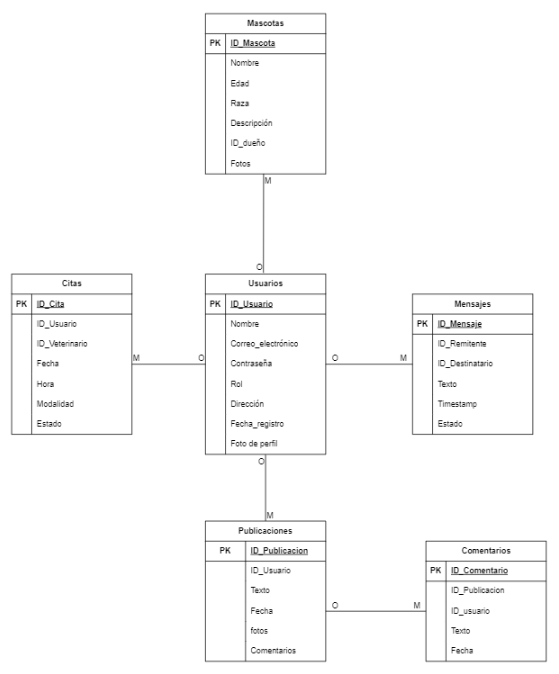 Mascotas
PK ID_Mascota
Nombre
Edad
Raza
Descripción
ID_dueño
Fotos
M
O
Citas
PK ID_Cita
ID_Usuario
ID_Veterinario
Fecha
Hora
Modalidad
Estado
M
O
Usuarios
PK ID_Usuario
Nombre
Correo_electrónico
Contraseña
Rol
Dirección
Fecha_registro
Foto de perfil
O
M
Mensajes
PK ID_Mensaje
ID_Remitente
ID_Destinatario
Texto
Timestamp
Estado
O
M
Publicaciones
PK ID_Publicacion
ID_Usuario
Texto
Fecha
fotos
Comentarios
O
M
Comentarios
PK ID_Comentario
ID_Publicacion
ID_usuario
Texto
Fecha